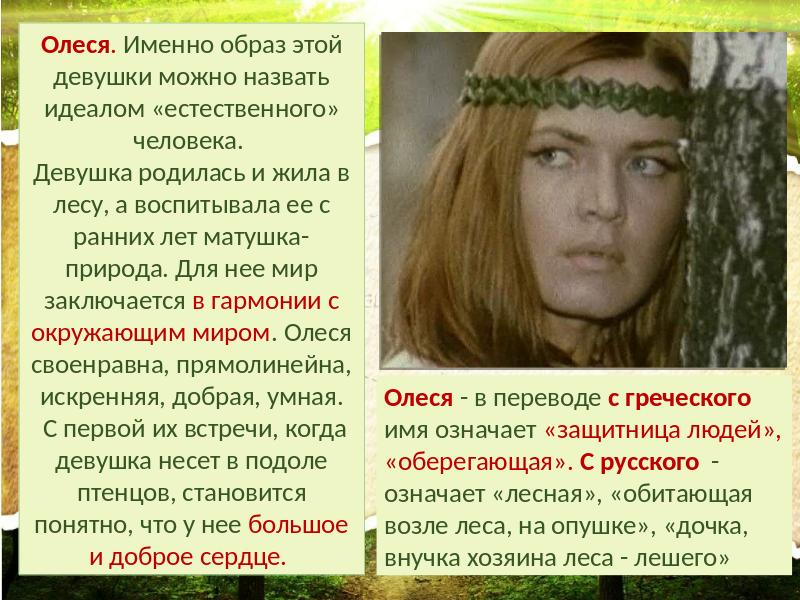 Олеся. Именно образ этой
девушки можно назвать
идеалом «естественного»
человека.
Девушка родилась и жила в
лесу, а воспитывала ее с
ранних лет матушка-
природа. Для нее мир
заключается в гармонии с
окружающим миром. Олеся
своенравна, прямолинейна,
искренняя, добрая, умная.
С первой их встречи, когда
девушка несет в подоле
птенцов, становится
понятно, что у нее большое
и доброе сердце.
Олеся - в переводе с греческого
имя означает «защитница людей»,
«оберегающая». С русского -
означает «лесная», «обитающая
возле леса, на опушке», «дочка,
внучка хозяина леса - лешего»